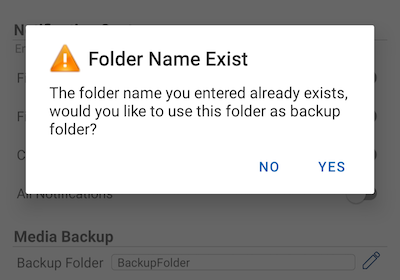 Folder Name Exist
The folder name you entered already exists,
would you like to use this folder as backup
folder?
NO YES
All Notifications
Media Backup
Backup Folder BackupFolder